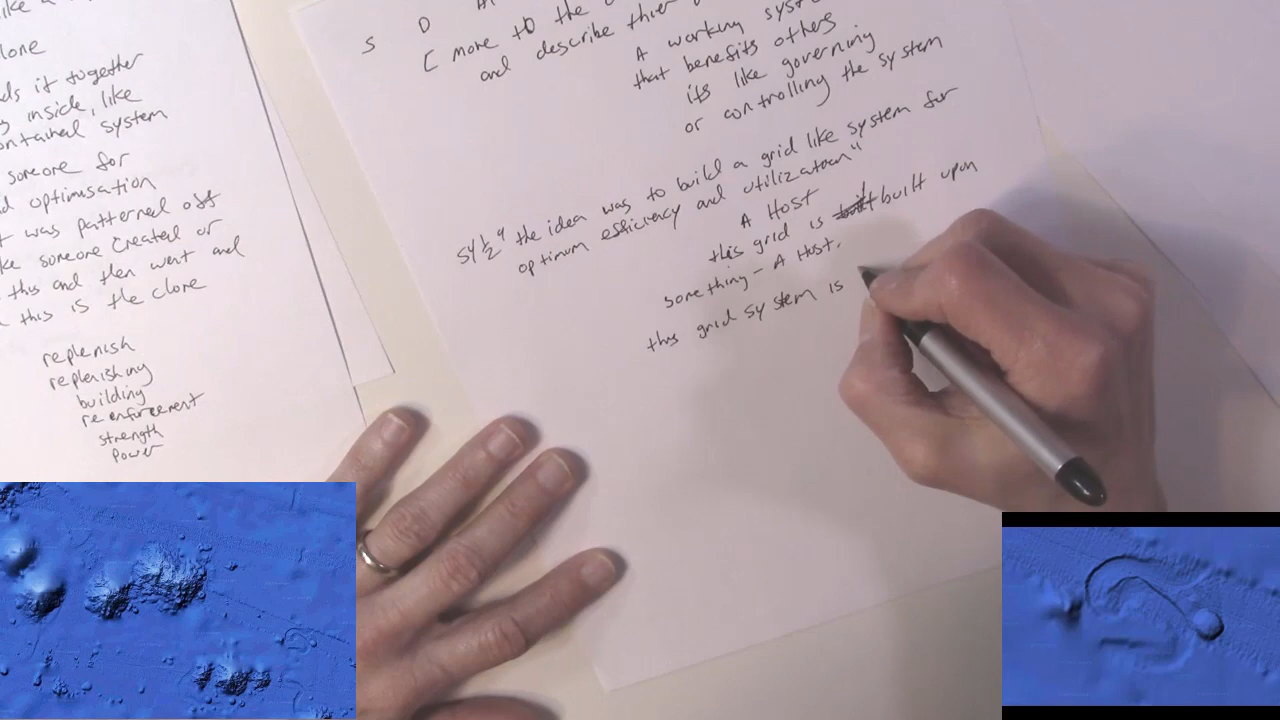 like a
clone
ds it together
inside, like
contained system
someone for
optimisation
t was patterned off
ke someone created or
this and then went and
this is the clone
replenish
replenishing
building
reenforcement
strength
power
S D
[ more to the
and describe thier
A working syst
that benefits others
its like governing
or controlling the system
SY ½ " the idea was to build a grid like system for
optimum efficiency and utilization"
A Host
this grid is built upon
something - A Host.
this grid system is